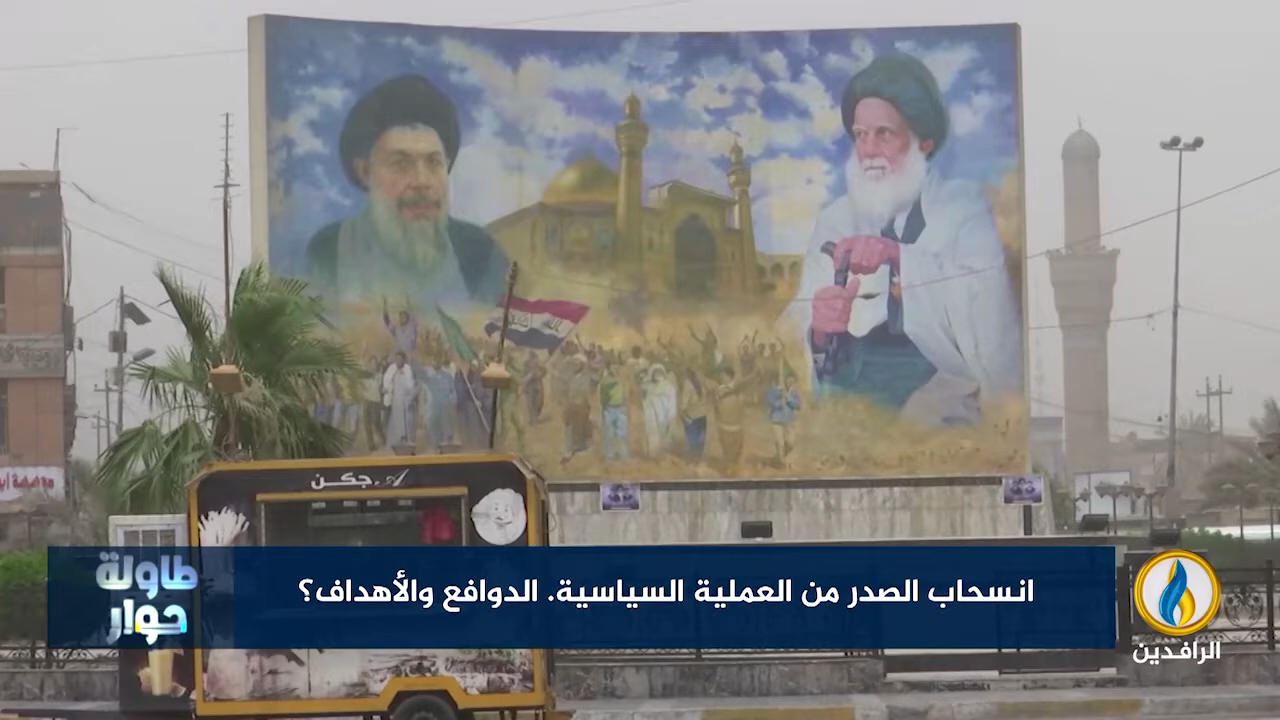 جكن
طاولة
حوار
انسحاب الصدر من العملية السياسية. الدوافع والأهداف؟
الرافدين